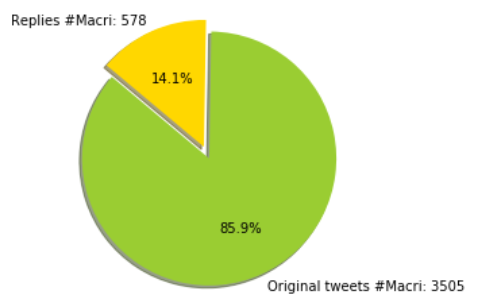 Replies #Macri: 578
14.1%
85.9%
Original tweets #Macri: 3505